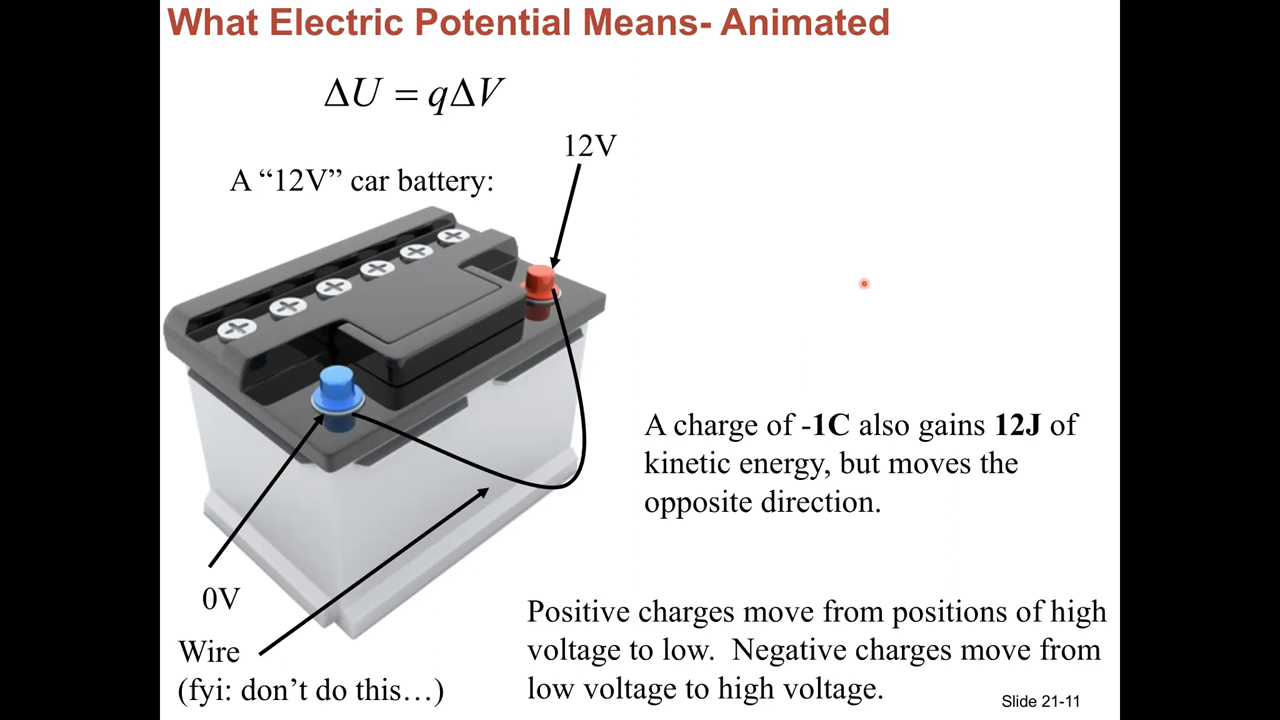 What Electric Potential Means- Animated
ΔU = qΔV
12V
A “12V” car battery:
A charge of -1C also gains 12J of
kinetic energy, but moves the
opposite direction.
0V
Wire
(fyi: don’t do this…)
Positive charges move from positions of high
voltage to low.  Negative charges move from
low voltage to high voltage.
Slide 21-11